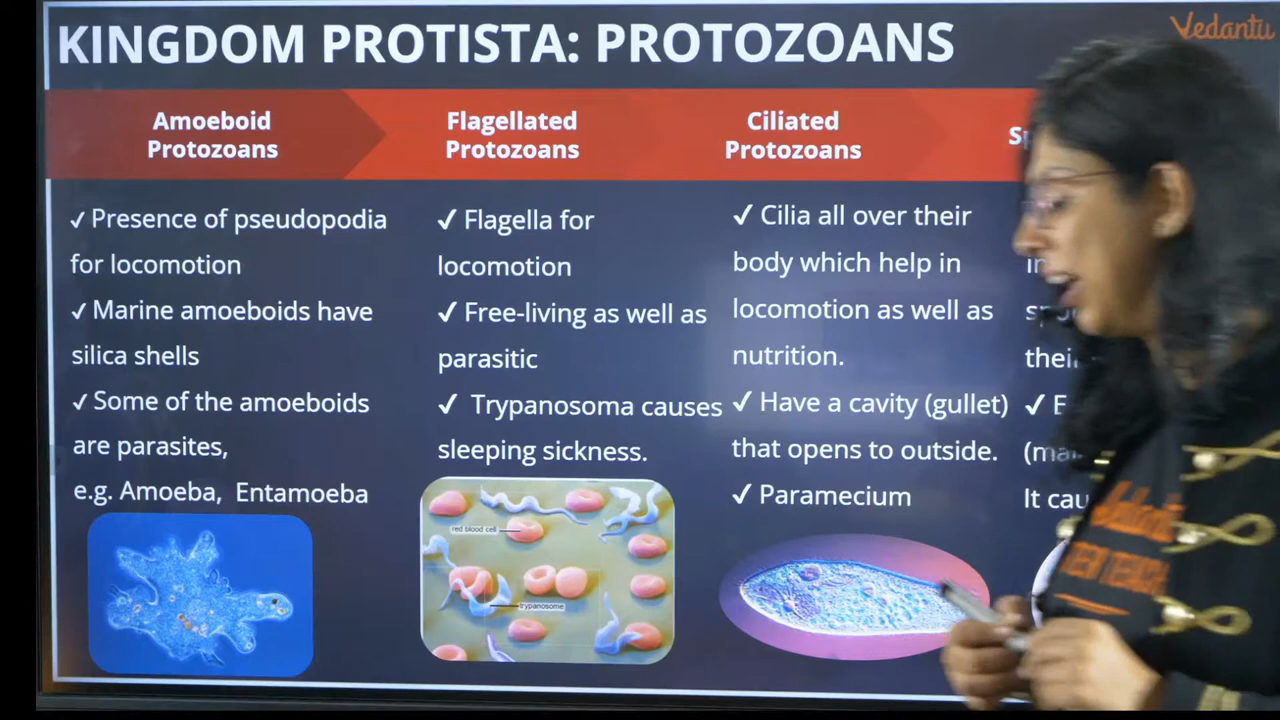 KINGDOM PROTISTA: PROTOZOANS
Vedantu
Amoeboid
Protozoans
Flagellated
Protozoans
Ciliated
Protozoans
✓ Presence of pseudopodia
for locomotion
✓ Marine amoeboids have
silica shells
✓ Some of the amoeboids
are parasites,
e.g. Amoeba, Entamoeba
✓ Flagella for
locomotion
✓ Free-living as well as
parasitic
✓ Trypanosoma causes
sleeping sickness.
red blood cell
trypanosome
✓ Cilia all over their
body which help in
locomotion as well as
nutrition.
✓ Have a cavity (gullet)
that opens to outside.
✓ Paramecium
their
It
Vedantu